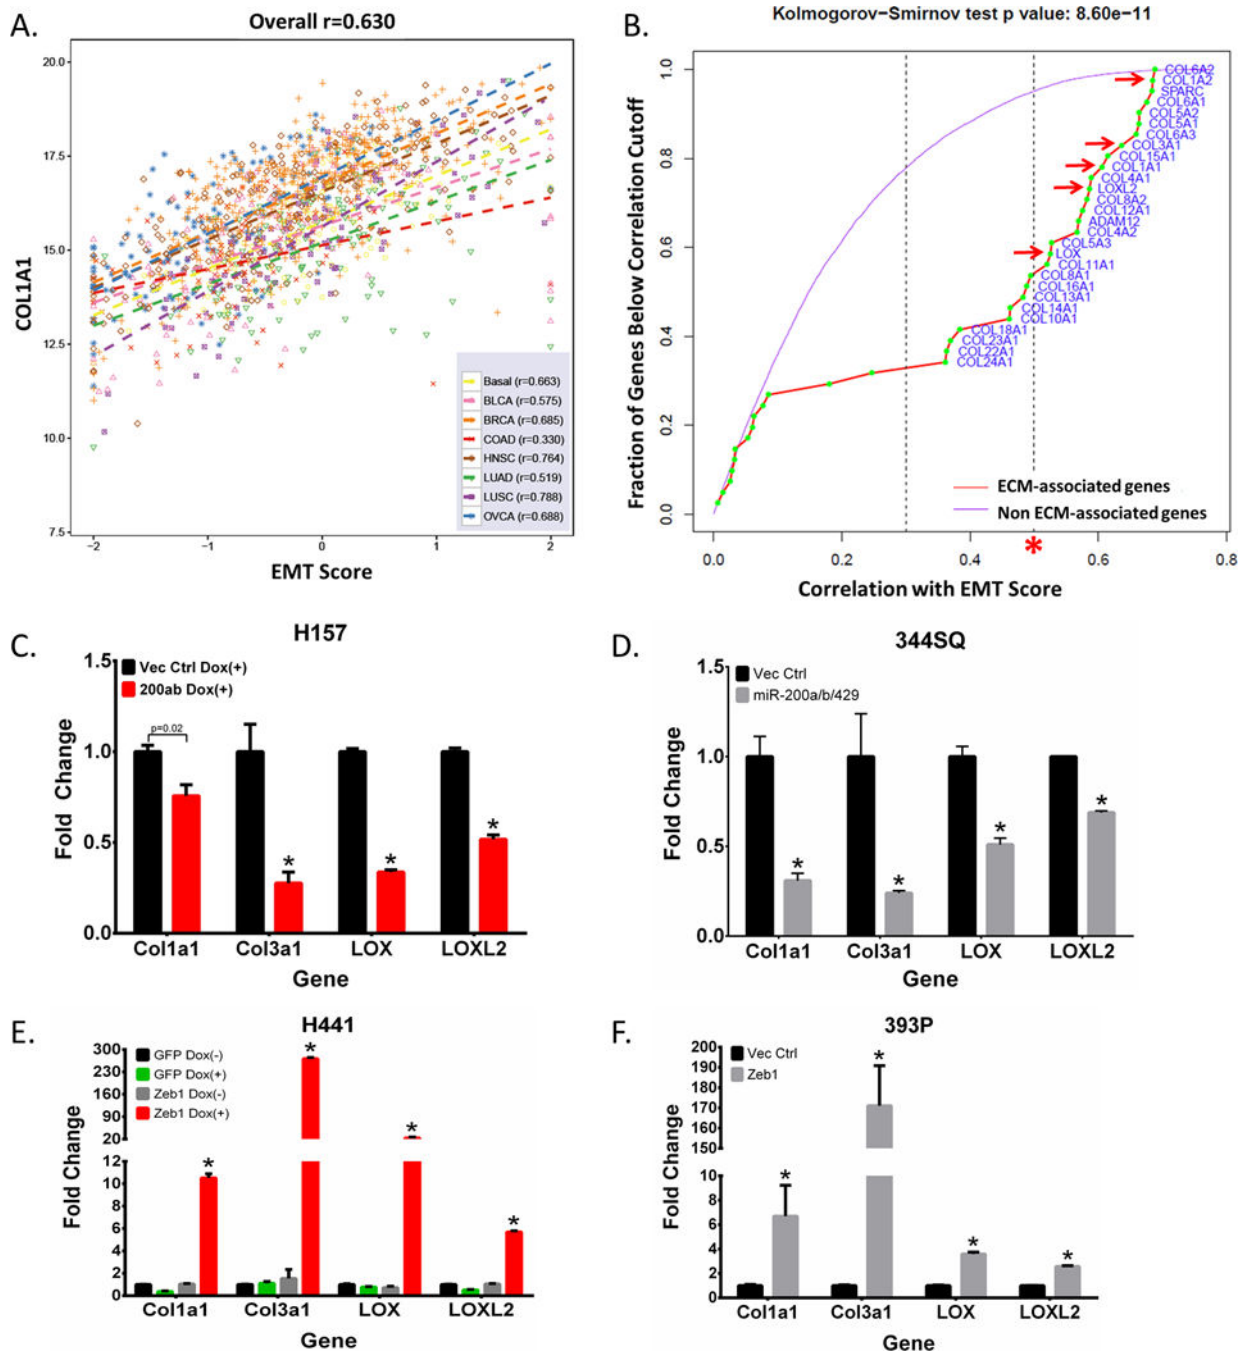 A.
Overall r=0.630
20.0
17.5
15.0
12.5
10.0
7.5
COL1A1
-2
-1
0
1
2
EMT Score
Basal (r=0.663)
BLCA (r=0.575)
BRCA (r=0.685)
COAD (r=0.330)
HNSC (r=0.764)
LUAD (r=0.519)
LUSC (r=0.788)
OVCA (r=0.688)
B.
Kolmogorov−Smirnov test p value: 8.60e−11
Fraction of Genes Below Correlation Cutoff
1.0
0.8
0.6
0.4
0.2
0.0
COL6A2
COL1A2
SPARC
COL6A1
COL5A2
COL5A1
COL6A3
COL3A1
COL15A1
COL1A1
COL4A1
LOXL2
COL8A2
COL12A1
ADAM12
COL4A2
COL5A3
LOX
COL11A1
COL8A1
COL16A1
COL13A1
COL14A1
COL10A1
COL18A1
COL23A1
COL22A1
COL24A1
ECM-associated genes
Non ECM-associated genes
0.0
0.2
0.4
*
0.6
0.8
Correlation with EMT Score
C.
H157
Vec Ctrl Dox(+)
200ab Dox(+)
p=0.02
Fold Change
1.5
1.0
0.5
0.0
*
*
*
Col1a1
Col3a1
LOX
LOXL2
Gene
D.
344SQ
Vec Ctrl
miR-200a/b/429
Fold Change
1.5
1.0
0.5
0.0
*
*
*
*
Col1a1
Col3a1
LOX
LOXL2
Gene
E.
H441
GFP Dox(-)
GFP Dox(+)
Zeb1 Dox(-)
Zeb1 Dox(+)
Fold Change
300
230
160
90
20
12
10
8
6
4
2
0
*
*
*
*
Col1a1
Col3a1
LOX
LOXL2
Gene
F.
393P
Vec Ctrl
Zeb1
Fold Change
200
190
180
170
160
150
10
8
6
4
2
0
*
*
*
*
Col1a1
Col3a1
LOX
LOXL2
Gene